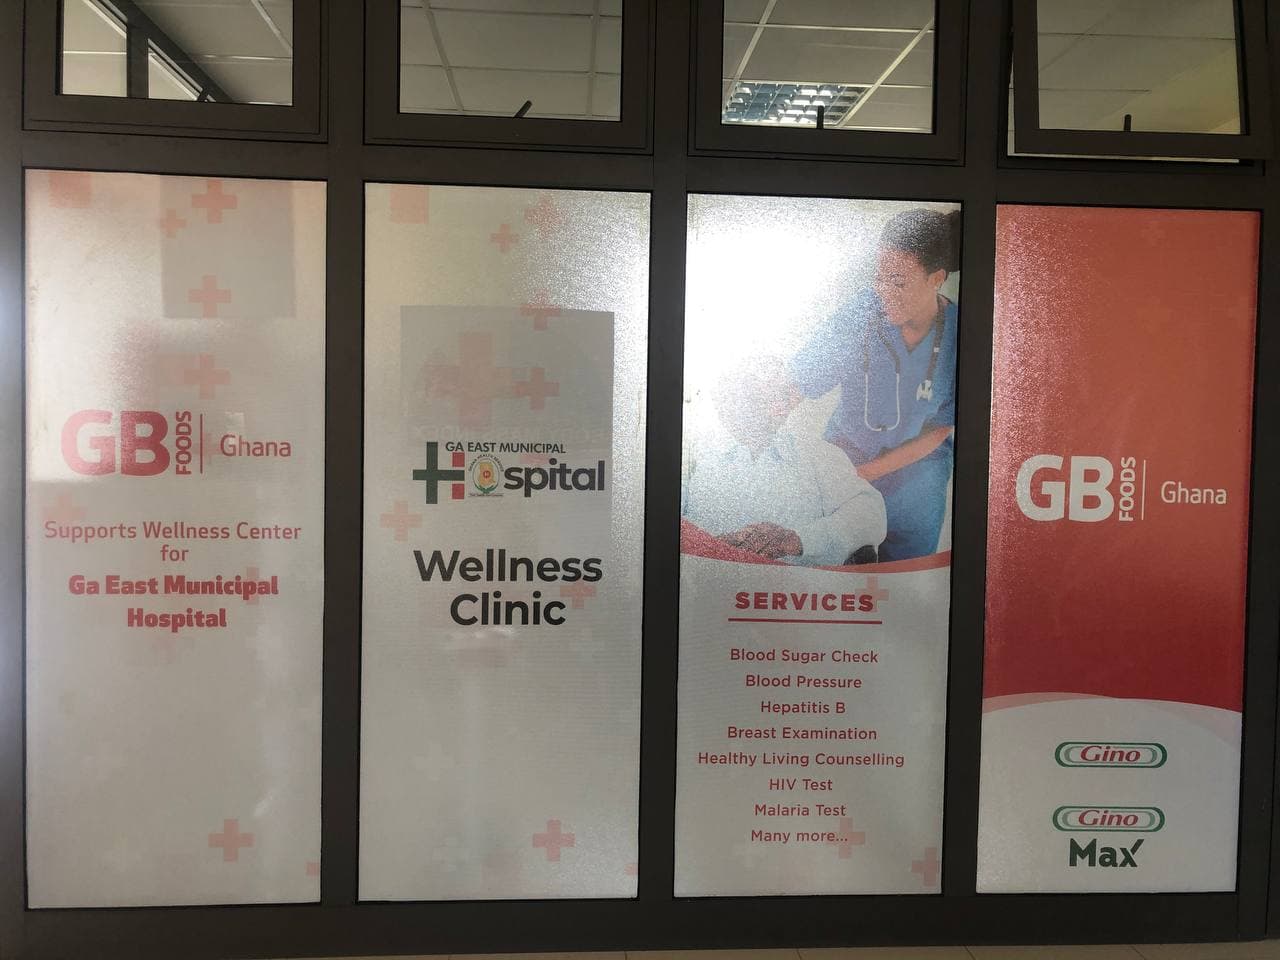 GB FOODS Ghana
Supports Wellness Center
for
Ga East Municipal
Hospital
GA EAST MUNICIPAL
Hospital
Wellness
Clinic
SERVICES
Blood Sugar Check
Blood Pressure
Hepatitis B
Breast Examination
Healthy Living Counselling
HIV Test
Malaria Test
Many more...
GB FOODS Ghana
Gino
Gino
Max